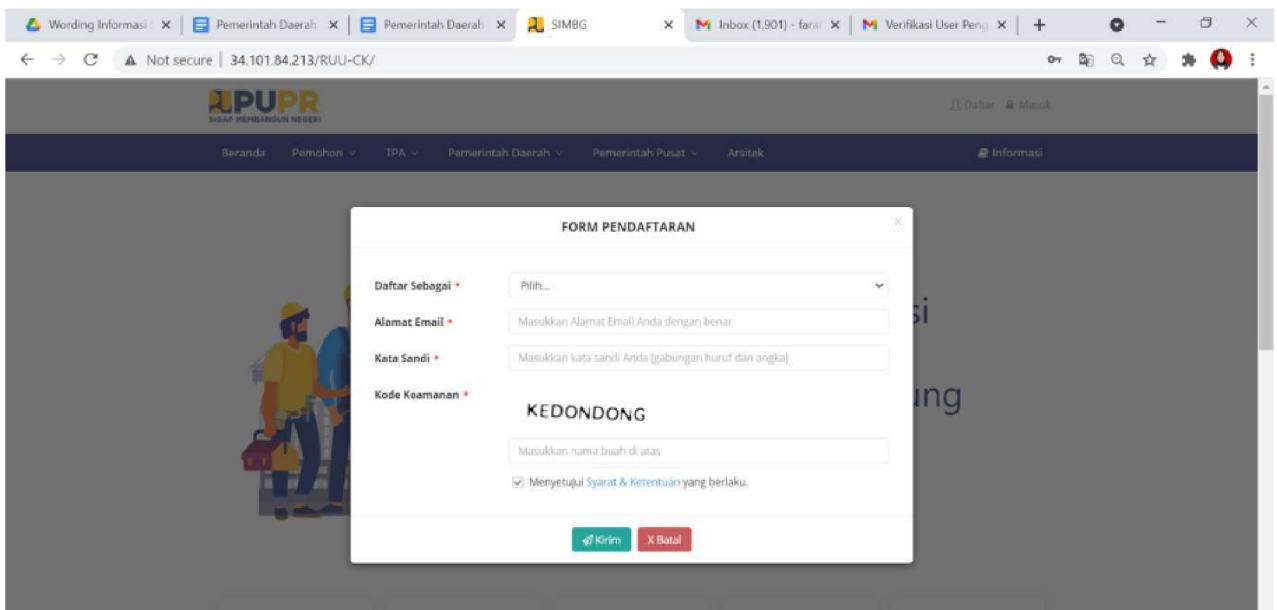 Wording Informasi S
Pemerintah Daerah
Pemerintah Daerah
SIMBG
Inbox (1,901) - farar
Verifikasi User Peng
Not secure | 34.101.84.213/RUU-CK/
PUPR
SIGAP MEMBANGUN NEGERI
Daftar Masuk
Beranda Pemohon TPA Pemerintah Daerah Pemerintah Pusat Arsitek Informasi
FORM PENDAFTARAN
Daftar Sebagai * Pilih...
Alamat Email * Masukkan Alamat Email Anda dengan benar
Kata Sandi * Masukkan kata sandi Anda (gabungan huruf dan angka)
Kode Keamanan *
KEDONDONG
Masukkan nama buah di atas
Menyetujui Syarat & Ketentuan yang berlaku.
Kirim X Batal
si
ung